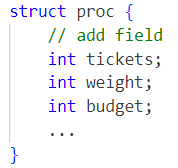 struct proc {
    // add field
    int tickets;
    int weight;
    int budget;
    ...
}